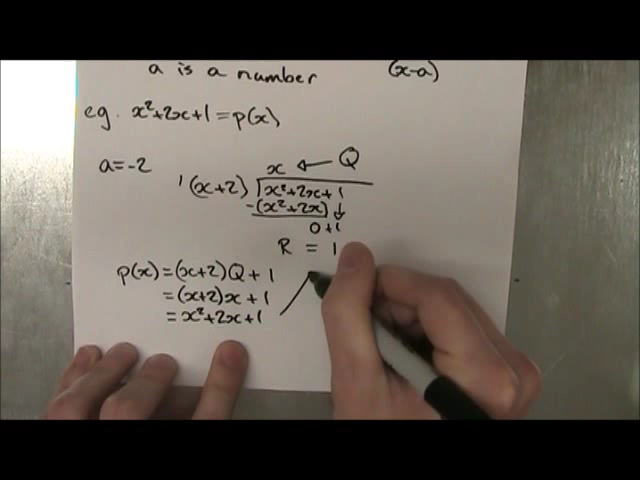 a is a number (x-a)
eg. x²+2x+1=p(x)
a=-2
x ← Q
1 (x+2) x²+2x+1
-(x²+2x) ↓
0+1
R = 1
p(x)=(x+2)Q+1
=(x+2)x+1
=x²+2x+1